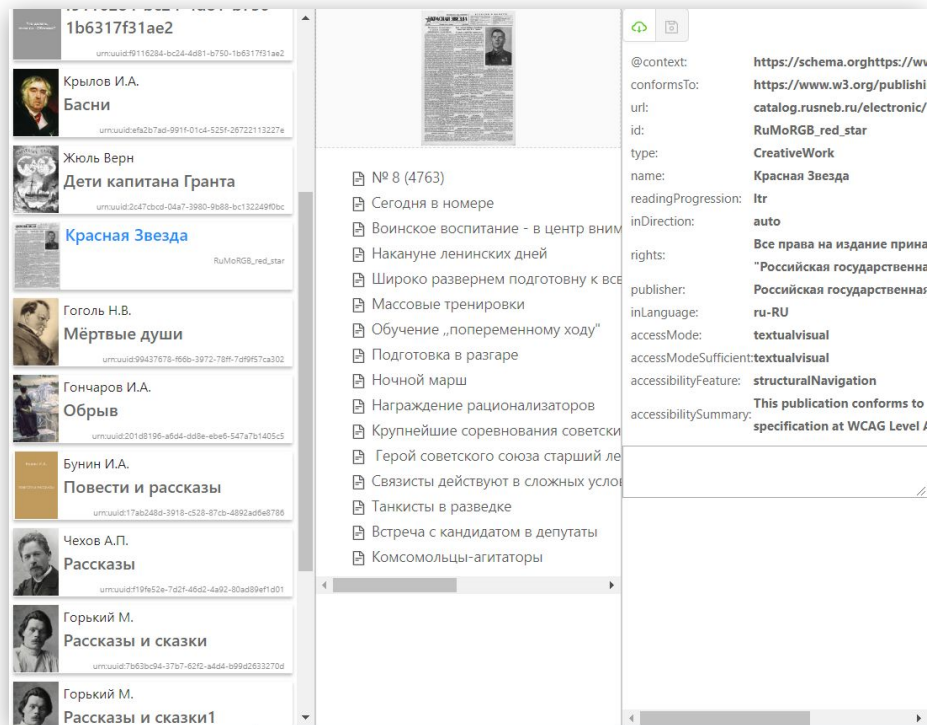 1b6317f31ae2
urn:uuid:f9116284-bc24-4d81-b750-1b6317f31ae2
Крылов И.А.
Басни
urn:uuid:efa2b7ad-991f-01c4-525f-26722113227e
Жюль Верн
Дети капитана Гранта
urn:uuid:2c47cbcd-04a7-3980-9b88-bc132249f0bc
Красная Звезда
RuMoRGB_red_star
Гоголь Н.В.
Мёртвые души
urn:uuid:99437678-f66b-3972-78ff-7df9f57ca302
Гончаров И.А.
Обрыв
urn:uuid:201d8196-a6d4-dd8e-ebe6-547a7b1405c5
Бунин И.А.
Повести и рассказы
urn:uuid:17ab248d-3918-c528-87cb-4892ad6e8786
Чехов А.П.
Рассказы
urn:uuid:f19fe52e-7d2f-46d2-4a92-80ad89ef1d01
Горький М.
Рассказы и сказки
urn:uuid:7b63bc94-37b7-62f2-a4d4-b99d2633270d
Горький М.
Рассказы и сказки1
КРАСНАЯ ЗВЕЗДА
№ 8 (4763)
Сегодня в номере
Воинское воспитание - в центр вним
Накануне ленинских дней
Широко развернем подготовку к всe
Массовые тренировки
Обучение „попеременному ходу"
Подготовка в разгаре
Ночной марш
Награждение рационализаторов
Крупнейшие соревнования советски
Герой советского союза старший ле
Связисты действуют в сложных усло
Танкисты в разведке
Встреча с кандидатом в депутаты
Комсомольцы-агитаторы
@context: https://schema.orghttps://ww
conformsTo: https://www.w3.org/publishi
url: catalog.rusneb.ru/electronic/
id: RuMoRGB_red_star
type: CreativeWork
name: Красная Звезда
readingProgression: ltr
inDirection: auto
rights: Все права на издание прина
"Российская государственна
publisher: Российская государственная
inLanguage: ru-RU
accessMode: textualvisual
accessModeSufficient: textualvisual
accessibilityFeature: structuralNavigation
accessibilitySummary: This publication conforms to
specification at WCAG Level A